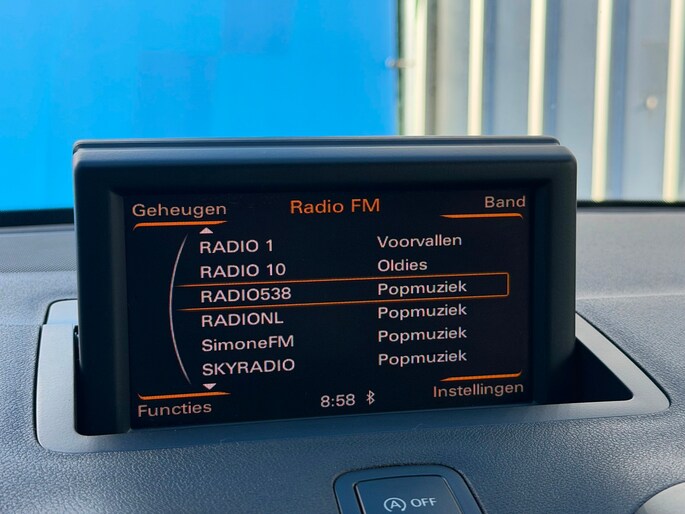 Geheugen Radio FM Band
RADIO 1 Voorvallen
RADIO 10 Oldies
RADIO538 Popmuziek
RADIONL Popmuziek
SimoneFM Popmuziek
SKYRADIO Popmuziek
Functies 8:58 Instellingen
A OFF